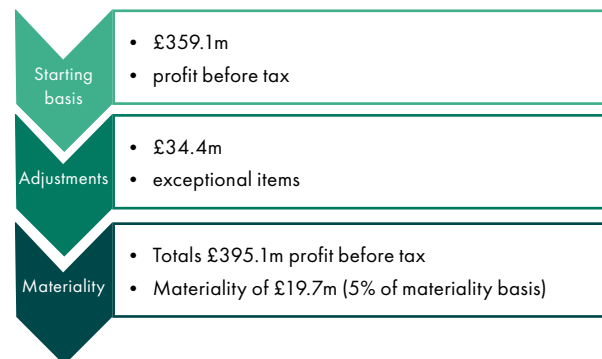 Starting
basis
• £359.1m
• profit before tax
Adjustments
• £34.4m
• exceptional items
Materiality
• Totals £395.1m profit before tax
• Materiality of £19.7m (5% of materiality basis)